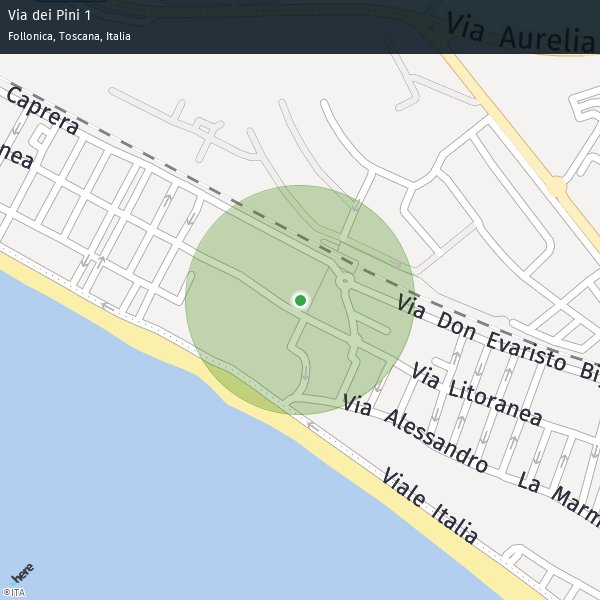 Via dei Pini 1
Follonica, Toscana, Italia
Via Aurelia
Caprera
nea
Via Don Evaristo Bi
Via Litoranea
Via Alessandro
La Marm
Viale Italia
here
©ITA